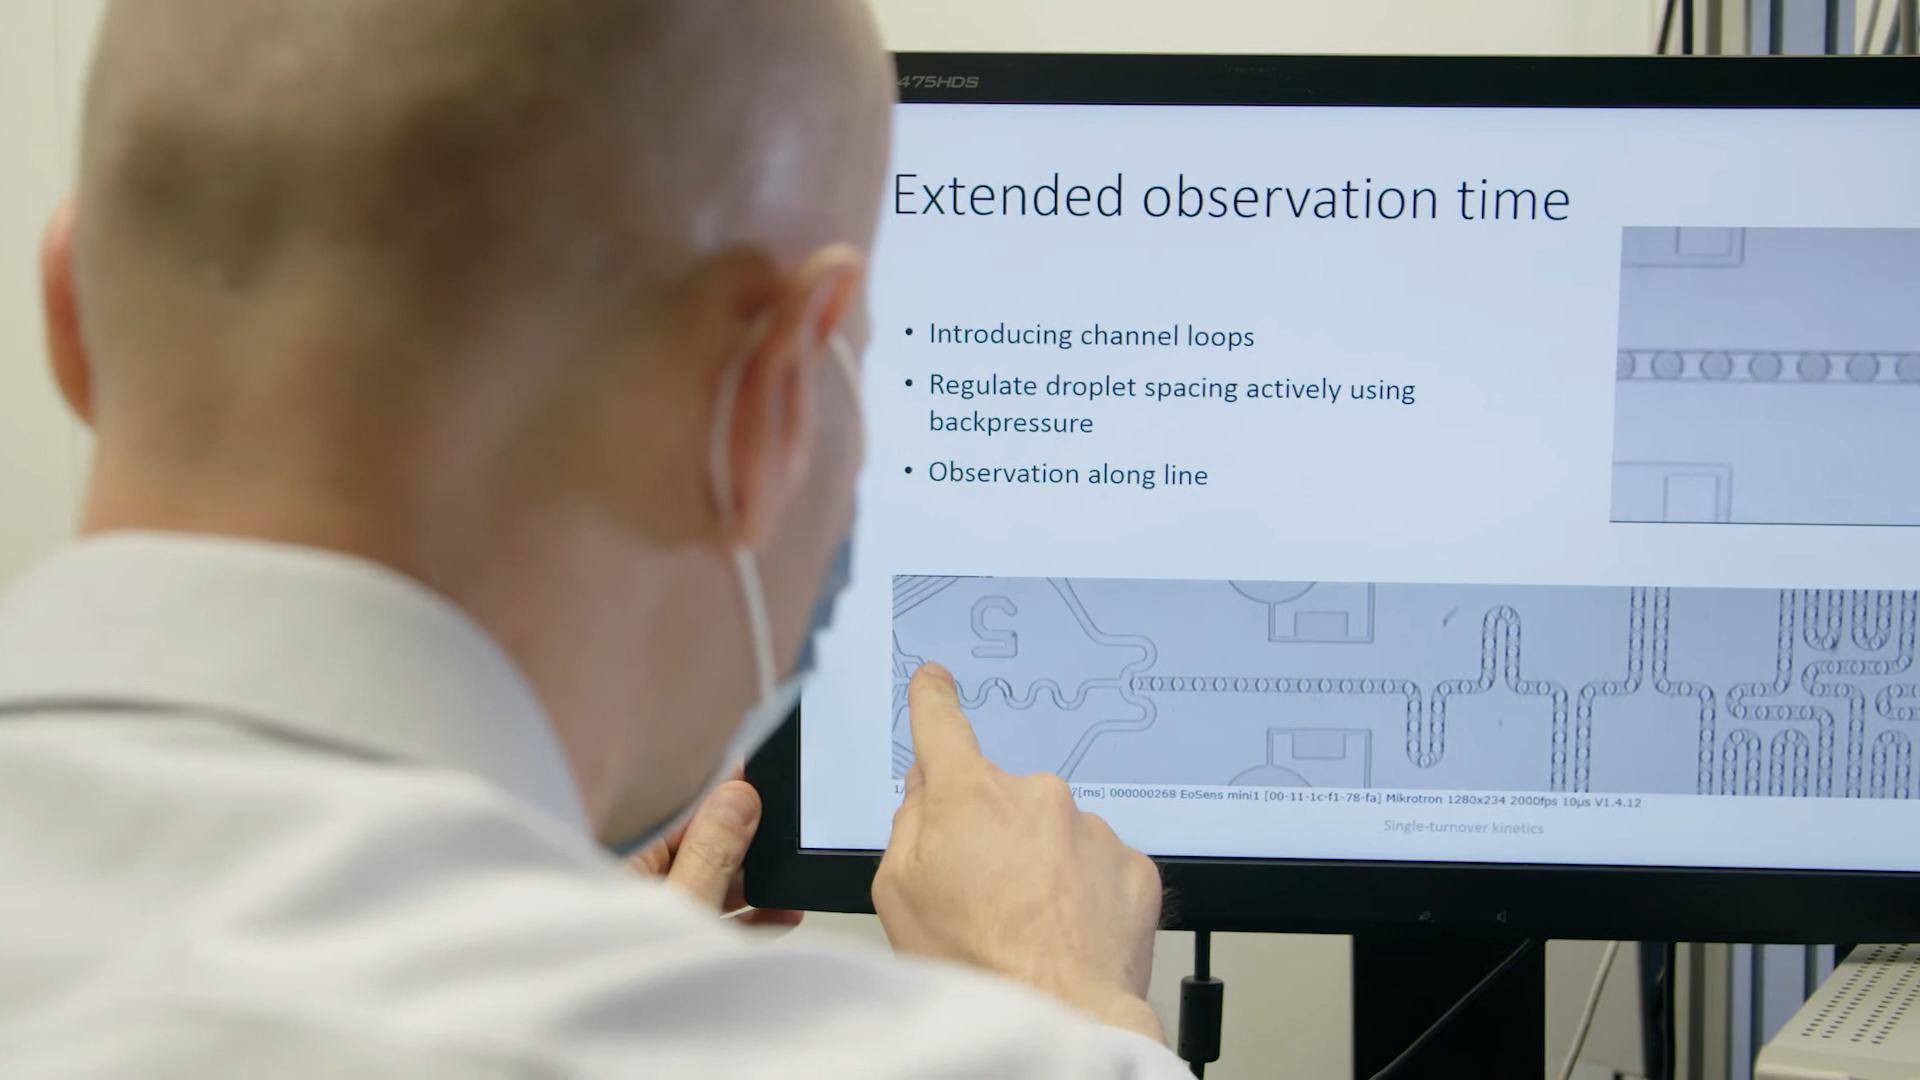 475HDS
Extended observation time
• Introducing channel loops
• Regulate droplet spacing actively using
backpressure
• Observation along line
5
7[ms] 000000268 EoSens mini1 [00-11-1c-f1-78-fa] Mikrotron 1280x234 2000fps 10µs V1.4.12
Single-turnover kinetics